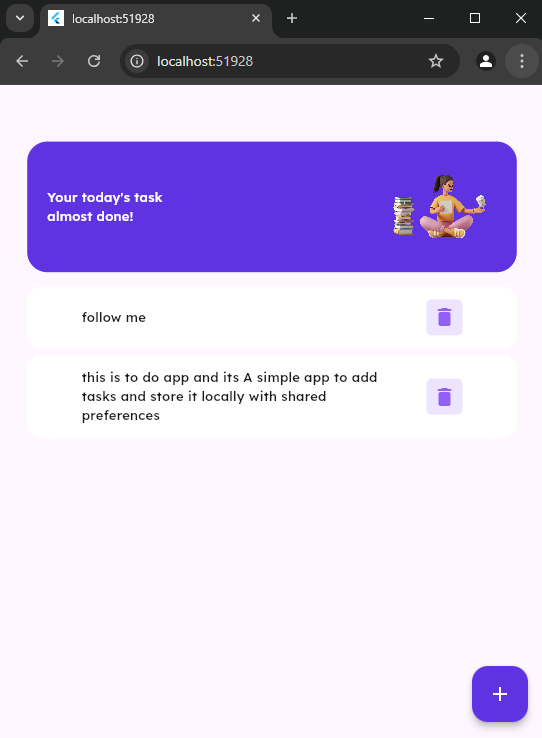 localhost:51928
localhost:51928
Your today's task
almost done!
follow me
this is to do app and its A simple app to add
tasks and store it locally with shared
preferences